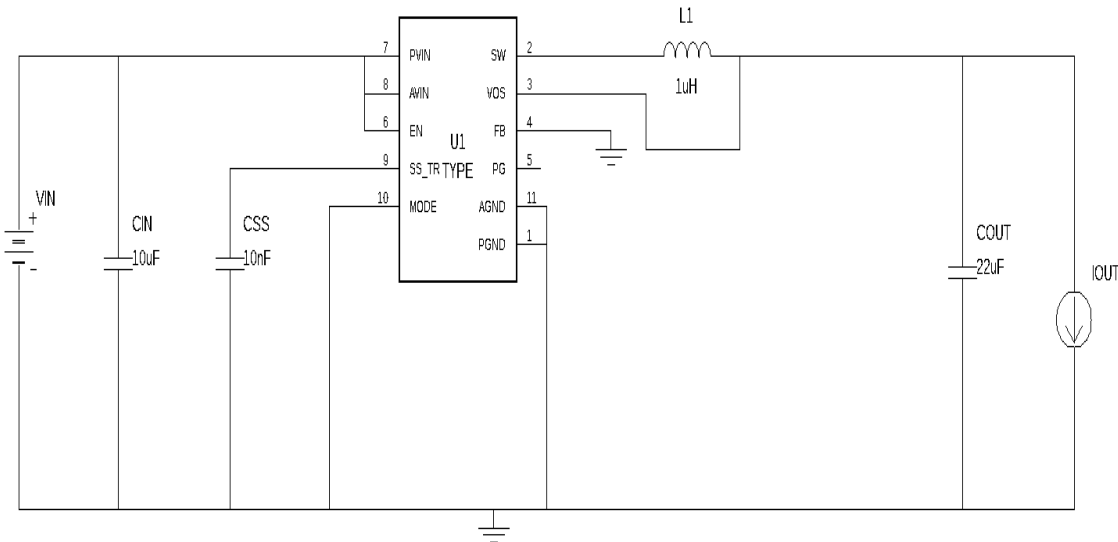 L1
1uH
7 PVIN SW 2
8 AVIN VOS 3
6 EN FB 4
U1
9 SS_TR TYPE PG 5
10 MODE AGND 11
PGND 1
VIN
+
-
CIN
10uF
CSS
10nF
COUT
22uF
IOUT